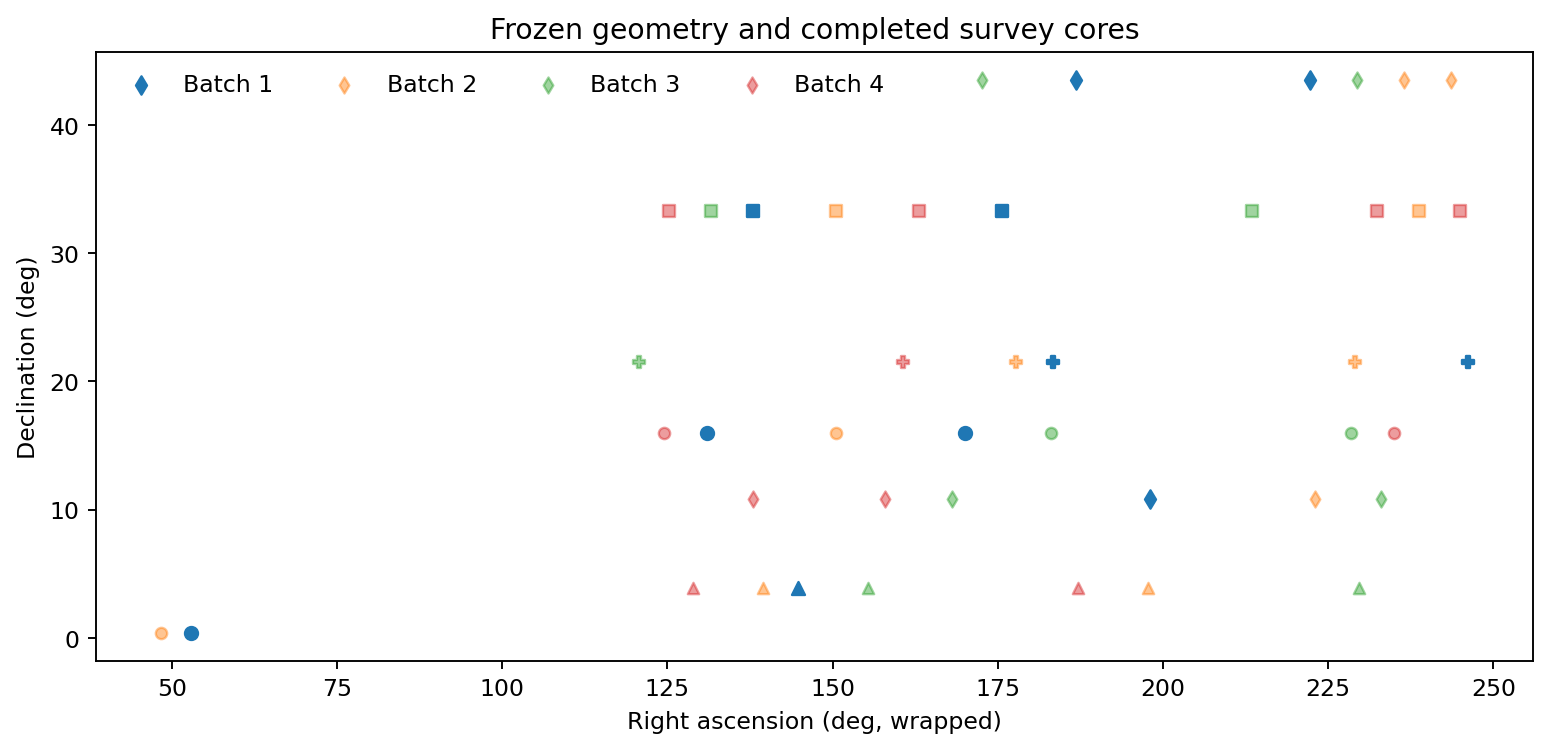 Frozen geometry and completed survey cores
Batch 1 Batch 2 Batch 3 Batch 4
Declination (deg)
40
30
20
10
0
50 75 100 125 150 175 200 225 250
Right ascension (deg, wrapped)